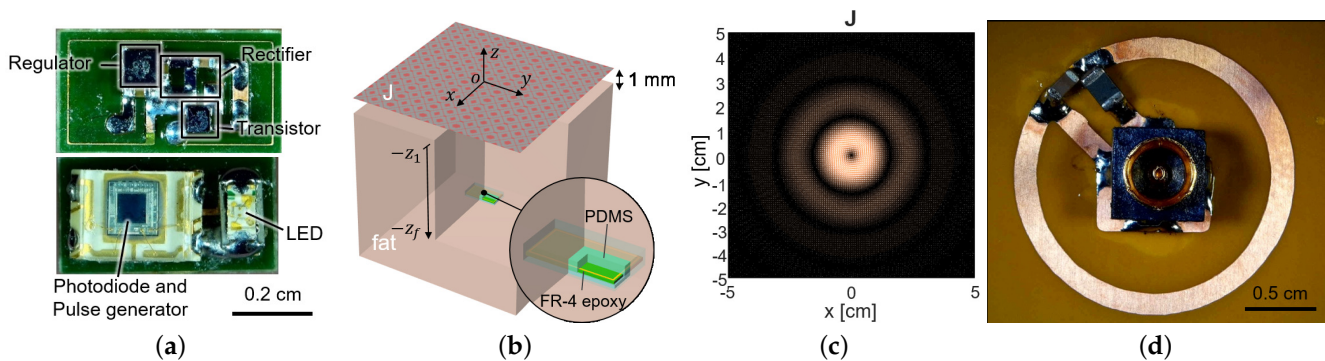 Regulator
Rectifier
Transistor
LED
Photodiode and
Pulse generator
0.2 cm
(a)
z
o
y
x
J
1 mm
−z₁
−z_f
fat
PDMS
FR-4 epoxy
(b)
J
y [cm]
5
4
3
2
1
0
-1
-2
-3
-4
-5
-5 0 5
x [cm]
(c)
0.5 cm
(d)